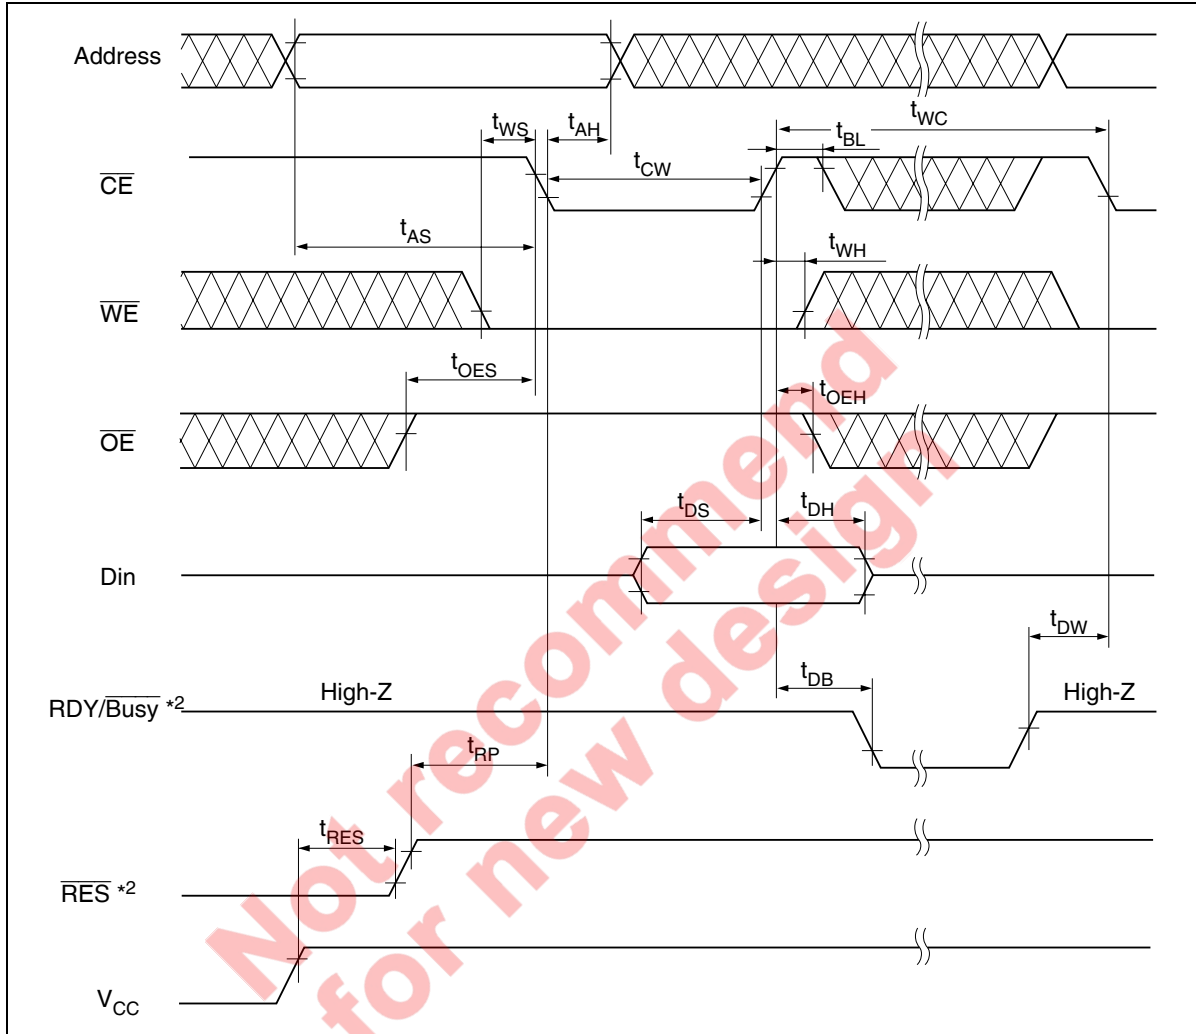 Address
tWS
tAH
tWC
tBL
CE
tCW
tAS
tWH
WE
tOES
tOEH
OE
tDS
tDH
Din
tDW
tDB
RDY/Busy *2
High-Z
High-Z
tRP
tRES
RES *2
VCC
Not recommend
for new design